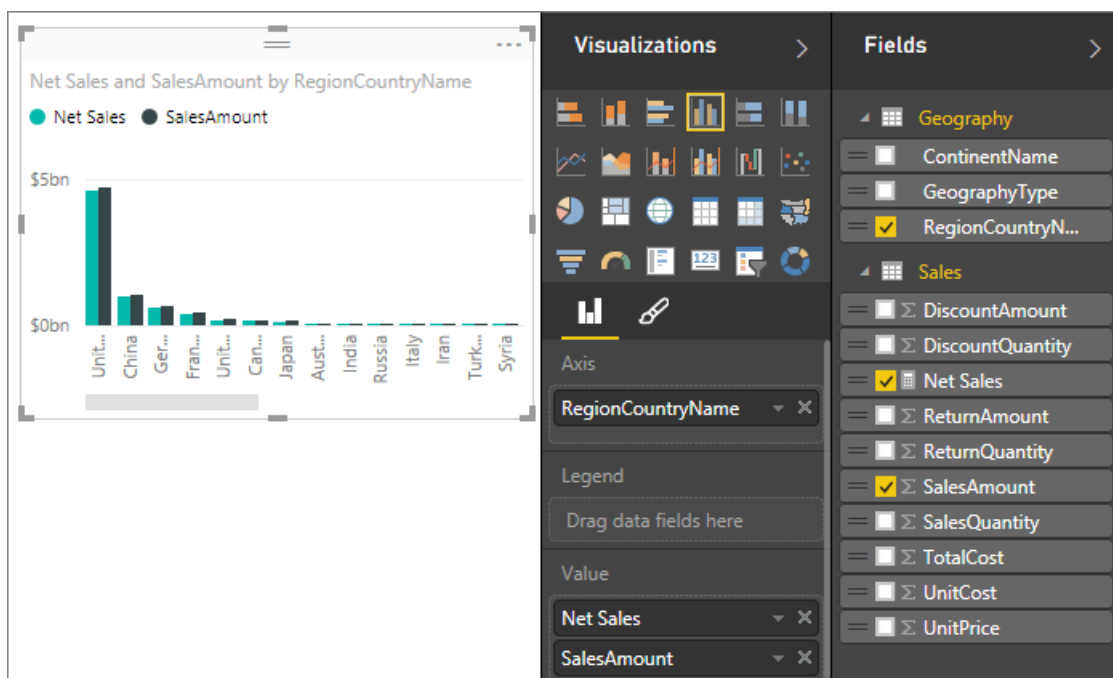 Net Sales and SalesAmount by RegionCountryName
Net Sales SalesAmount
$5bn
$0bn
Unit...
China
Ger...
Fran...
Unit...
Can...
Japan
Aust...
India
Russia
Italy
Iran
Turk...
Syria
Visualizations
123
Axis
RegionCountryName
Legend
Drag data fields here
Value
Net Sales
SalesAmount
Fields
Geography
ContinentName
GeographyType
RegionCountryN...
Sales
DiscountAmount
DiscountQuantity
Net Sales
ReturnAmount
ReturnQuantity
SalesAmount
SalesQuantity
TotalCost
UnitCost
UnitPrice